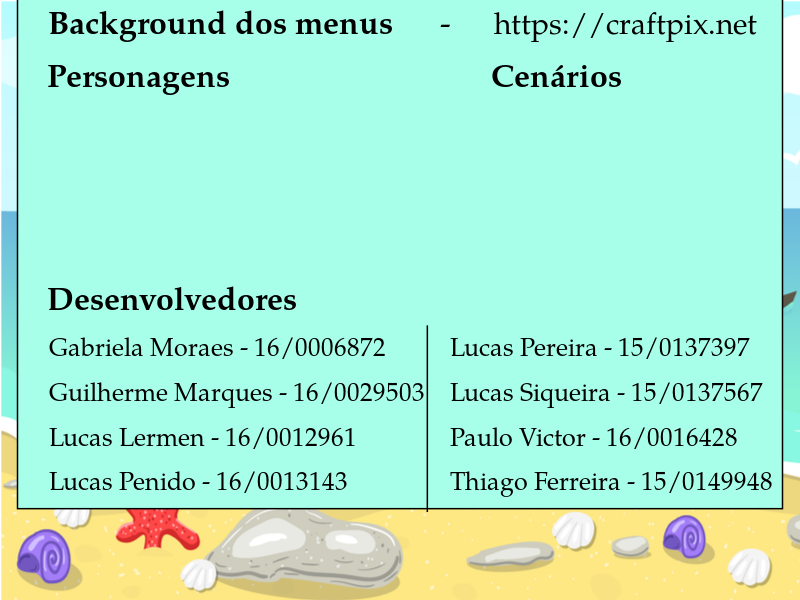 Background dos menus - https://craftpix.net
Personagens Cenários
Desenvolvedores
Gabriela Moraes - 16/0006872
Guilherme Marques - 16/0029503
Lucas Lermen - 16/0012961
Lucas Penido - 16/0013143
Lucas Pereira - 15/0137397
Lucas Siqueira - 15/0137567
Paulo Victor - 16/0016428
Thiago Ferreira - 15/0149948